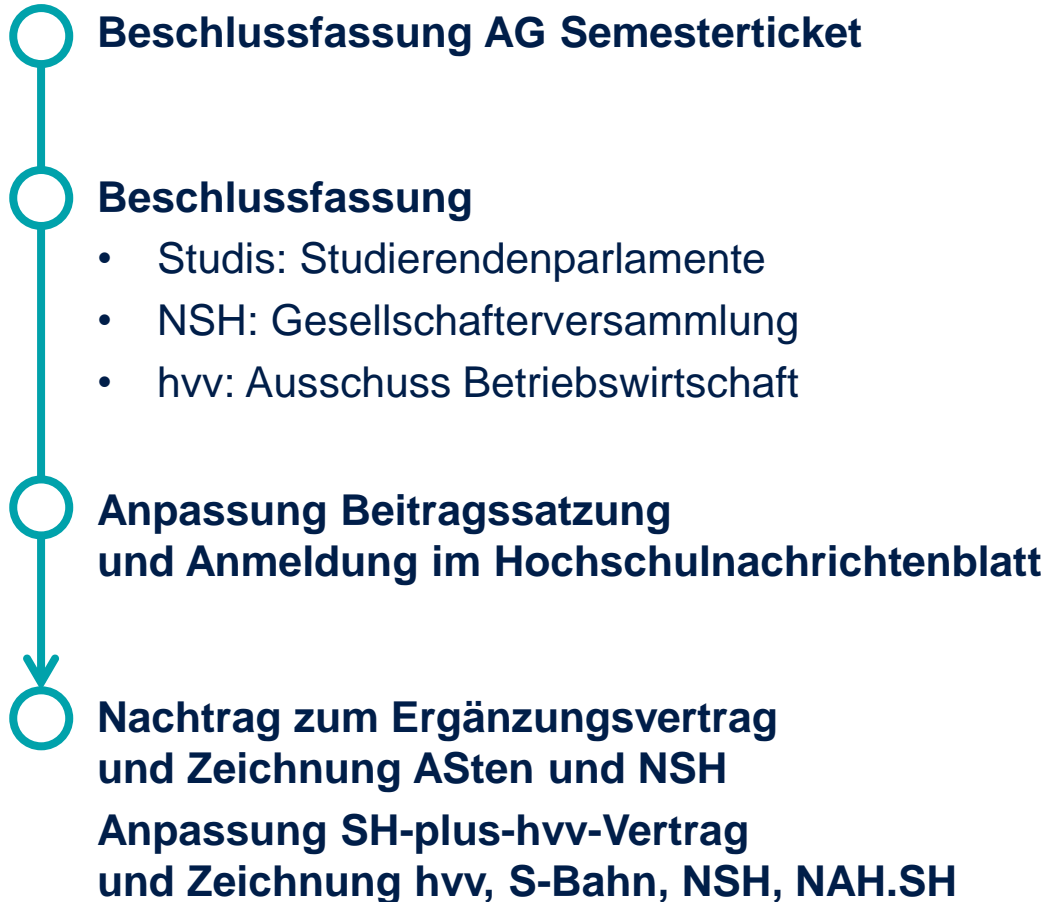 Beschlussfassung AG Semesterticket
Beschlussfassung
• Studis: Studierendenparlamente
• NSH: Gesellschafterversammlung
• hvv: Ausschuss Betriebswirtschaft
Anpassung Beitragssatzung
und Anmeldung im Hochschulnachrichtenblatt
Nachtrag zum Ergänzungsvertrag
und Zeichnung ASten und NSH
Anpassung SH-plus-hvv-Vertrag
und Zeichnung hvv, S-Bahn, NSH, NAH.SH